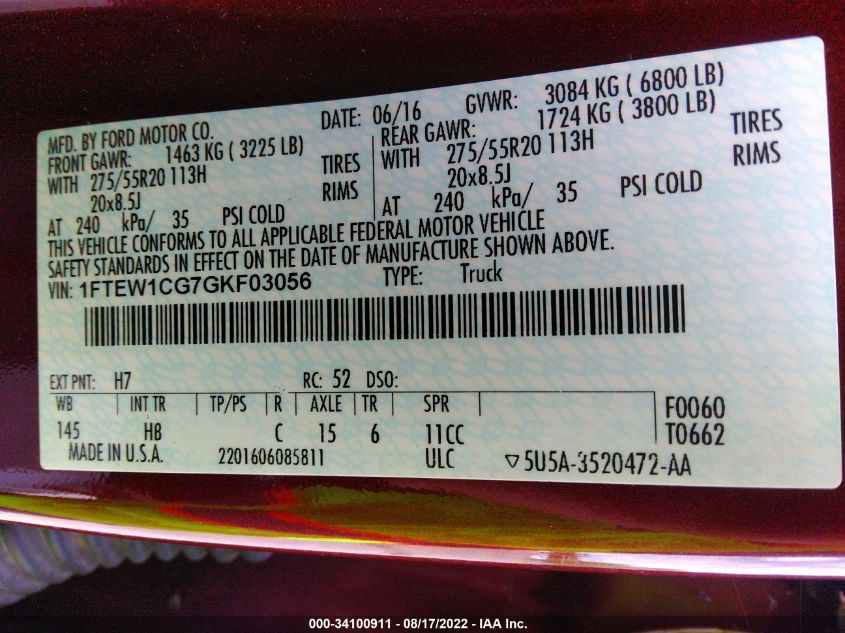 MFD. BY FORD MOTOR CO. DATE: 06/16 GVWR: 3084 KG ( 6800 LB)
FRONT GAWR: 1463 KG ( 3225 LB) REAR GAWR: 1724 KG ( 3800 LB)
WITH 275/55R20 113H TIRES WITH 275/55R20 113H TIRES
20x8.5J RIMS 20x8.5J RIMS
AT 240 kPa/ 35 PSI COLD AT 240 kPa/ 35 PSI COLD
THIS VEHICLE CONFORMS TO ALL APPLICABLE FEDERAL MOTOR VEHICLE
SAFETY STANDARDS IN EFFECT ON THE DATE OF MANUFACTURE SHOWN ABOVE.
VIN: 1FTEW1CG7GKF03056 TYPE: Truck
EXT PNT: H7 RC: 52 DSO:
WB INT TR TP/PS R AXLE TR SPR F0060
145 HB C 15 6 11CC T0662
MADE IN U.S.A. 2201606085811 ULC ▽5U5A-3520472-AA
000-34100911 - 08/17/2022 - IAA Inc.